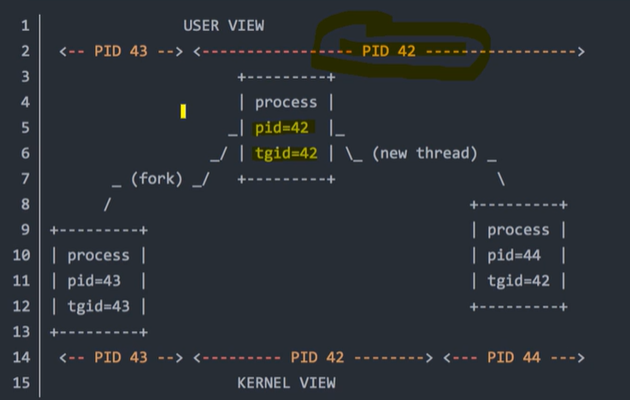 1 USER VIEW
2 <-- PID 43 --> <----------------- PID 42 ----------------->
3 +---------+
4 | process |
5 _| pid=42 |_
6 _/ | tgid=42 | \_ (new thread) _
7 _ (fork) _/ +---------+ \
8 / +---------+
9 +---------+ | process |
10 | process | | pid=44 |
11 | pid=43 | | tgid=42 |
12 | tgid=43 | +---------+
13 +---------+
14 <-- PID 43 --> <--------- PID 42 --------> <--- PID 44 --->
15 KERNEL VIEW